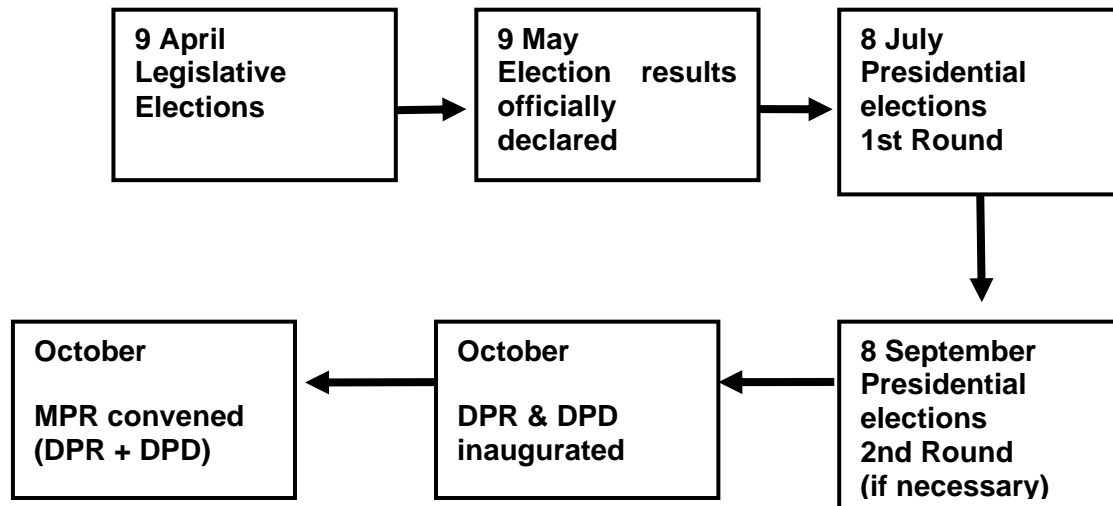 9 April
Legislative
Elections
9 May
Election results
officially
declared
8 July
Presidential
elections
1st Round
8 September
Presidential
elections
2nd Round
(if necessary)
October
DPR & DPD
inaugurated
October
MPR convened
(DPR + DPD)